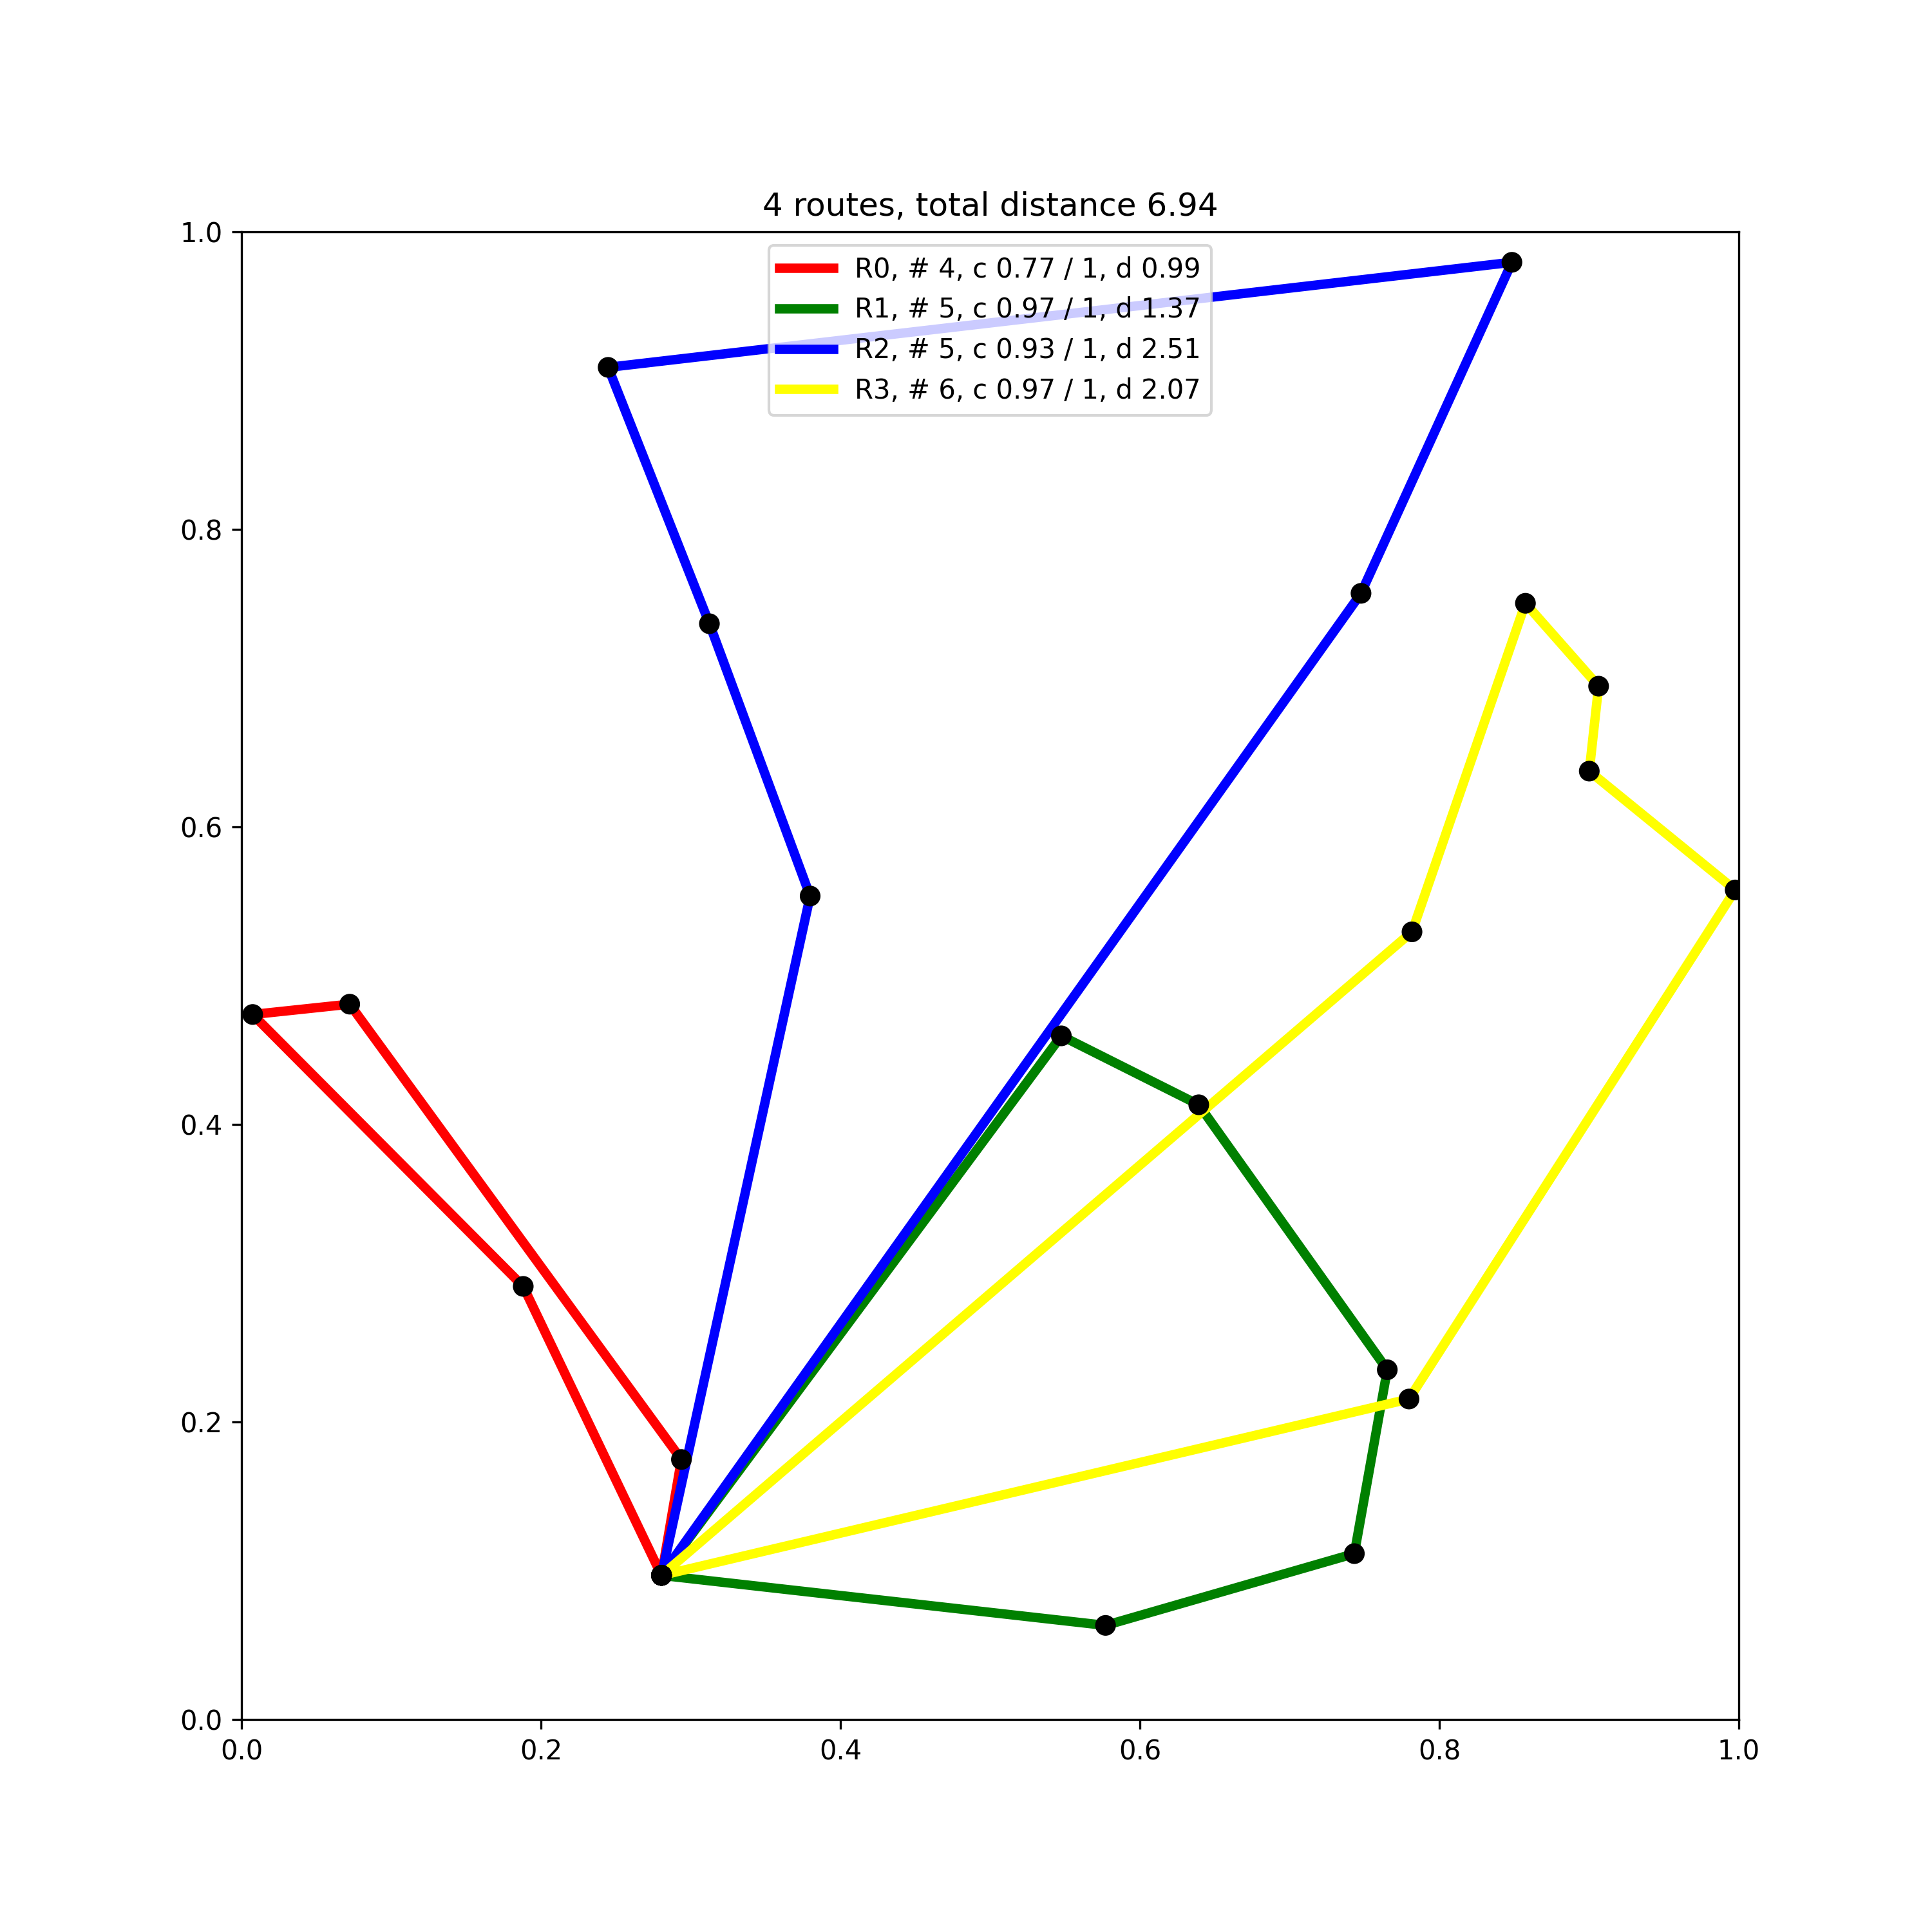 4 routes, total distance 6.94
1.0
R0, # 4, c 0.77 / 1, d 0.99
R1, # 5, c 0.97 / 1, d 1.37
R2, # 5, c 0.93 / 1, d 2.51
R3, # 6, c 0.97 / 1, d 2.07
0.8
0.6
0.4
0.2
0.0
0.0 0.2 0.4 0.6 0.8 1.0